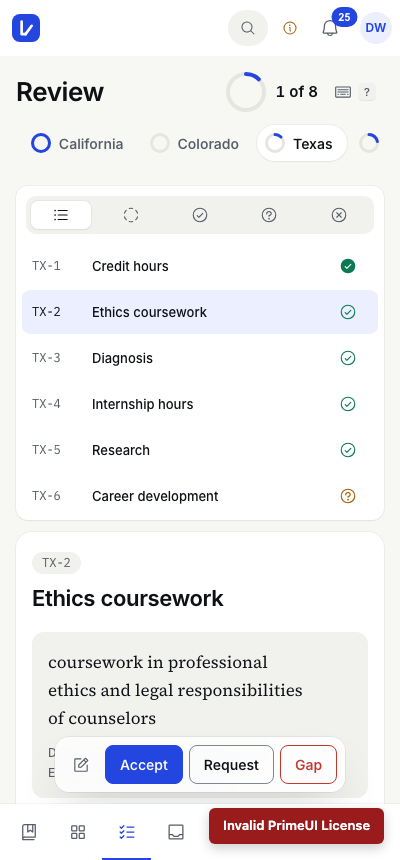 25
DW
Review
1 of 8
?
California
Colorado
Texas
TX-1 Credit hours
TX-2 Ethics coursework
TX-3 Diagnosis
TX-4 Internship hours
TX-5 Research
TX-6 Career development
TX-2
Ethics coursework
coursework in professional
ethics and legal responsibilities
of counselors
Accept
Request
Gap
Invalid PrimeUI License